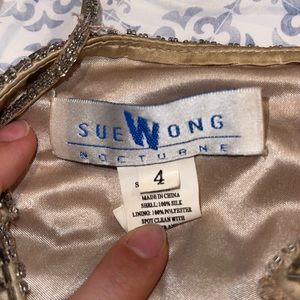 SUE WONG
NOCTURNE
S 4
MADE IN CHINA
SHELL: 100% SILK
LINING: 100% POLYESTER
SPOT CLEAN WITH